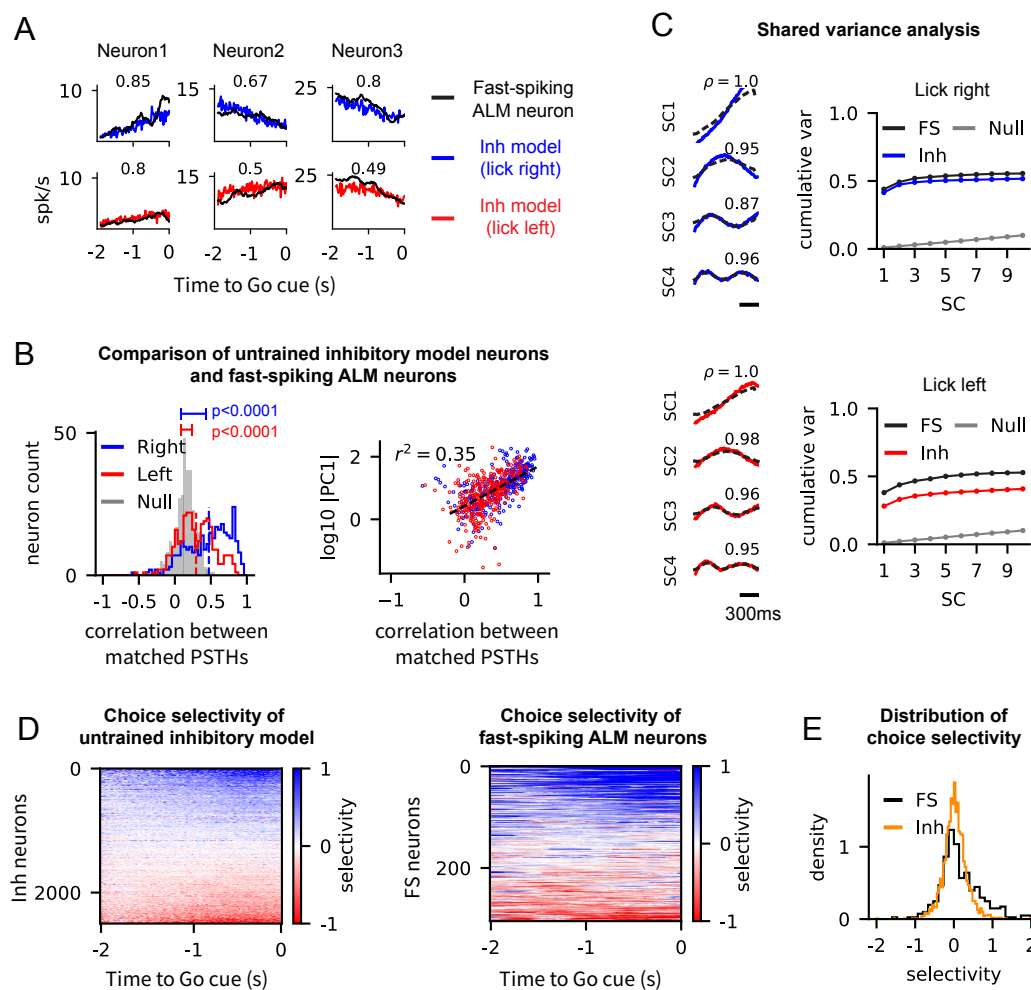 A
Neuron1
Neuron2
Neuron3
10
0.85
15
0.67
25
0.8
10
0.8
15
0.5
25
0.49
spk/s
-2 -1 0
-2 -1 0
-2 -1 0
Time to Go cue (s)
Fast-spiking
ALM neuron
Inh model
(lick right)
Inh model
(lick left)
B
Comparison of untrained inhibitory model neurons
and fast-spiking ALM neurons
p<0.0001
p<0.0001
50
0
neuron count
Right
Left
Null
-1 -0.5 0 0.5 1
correlation between
matched PSTHs
r² = 0.35
log10 |PC1|
2
0
−1 0 1
correlation between
matched PSTHs
C
Shared variance analysis
ρ = 1.0
SC1
0.95
SC2
0.87
SC3
0.96
SC4
Lick right
FS
Null
Inh
cumulative var
1.0
0.5
0.0
1 3 5 7 9
SC
ρ = 1.0
SC1
0.98
SC2
0.96
SC3
0.95
SC4
300ms
Lick left
FS
Null
Inh
cumulative var
1.0
0.5
0.0
1 3 5 7 9
SC
D
Choice selectivity of
untrained inhibitory model
Inh neurons
0
2000
-2 -1 0
Time to Go cue (s)
1
0
-1
selectivity
Choice selectivity of
fast-spiking ALM neurons
FS neurons
0
200
-2 -1 0
Time to Go cue (s)
1
0
-1
selectivity
E
Distribution of
choice selectivity
FS
Inh
density
1
0
-2 -1 0 1 2
selectivity